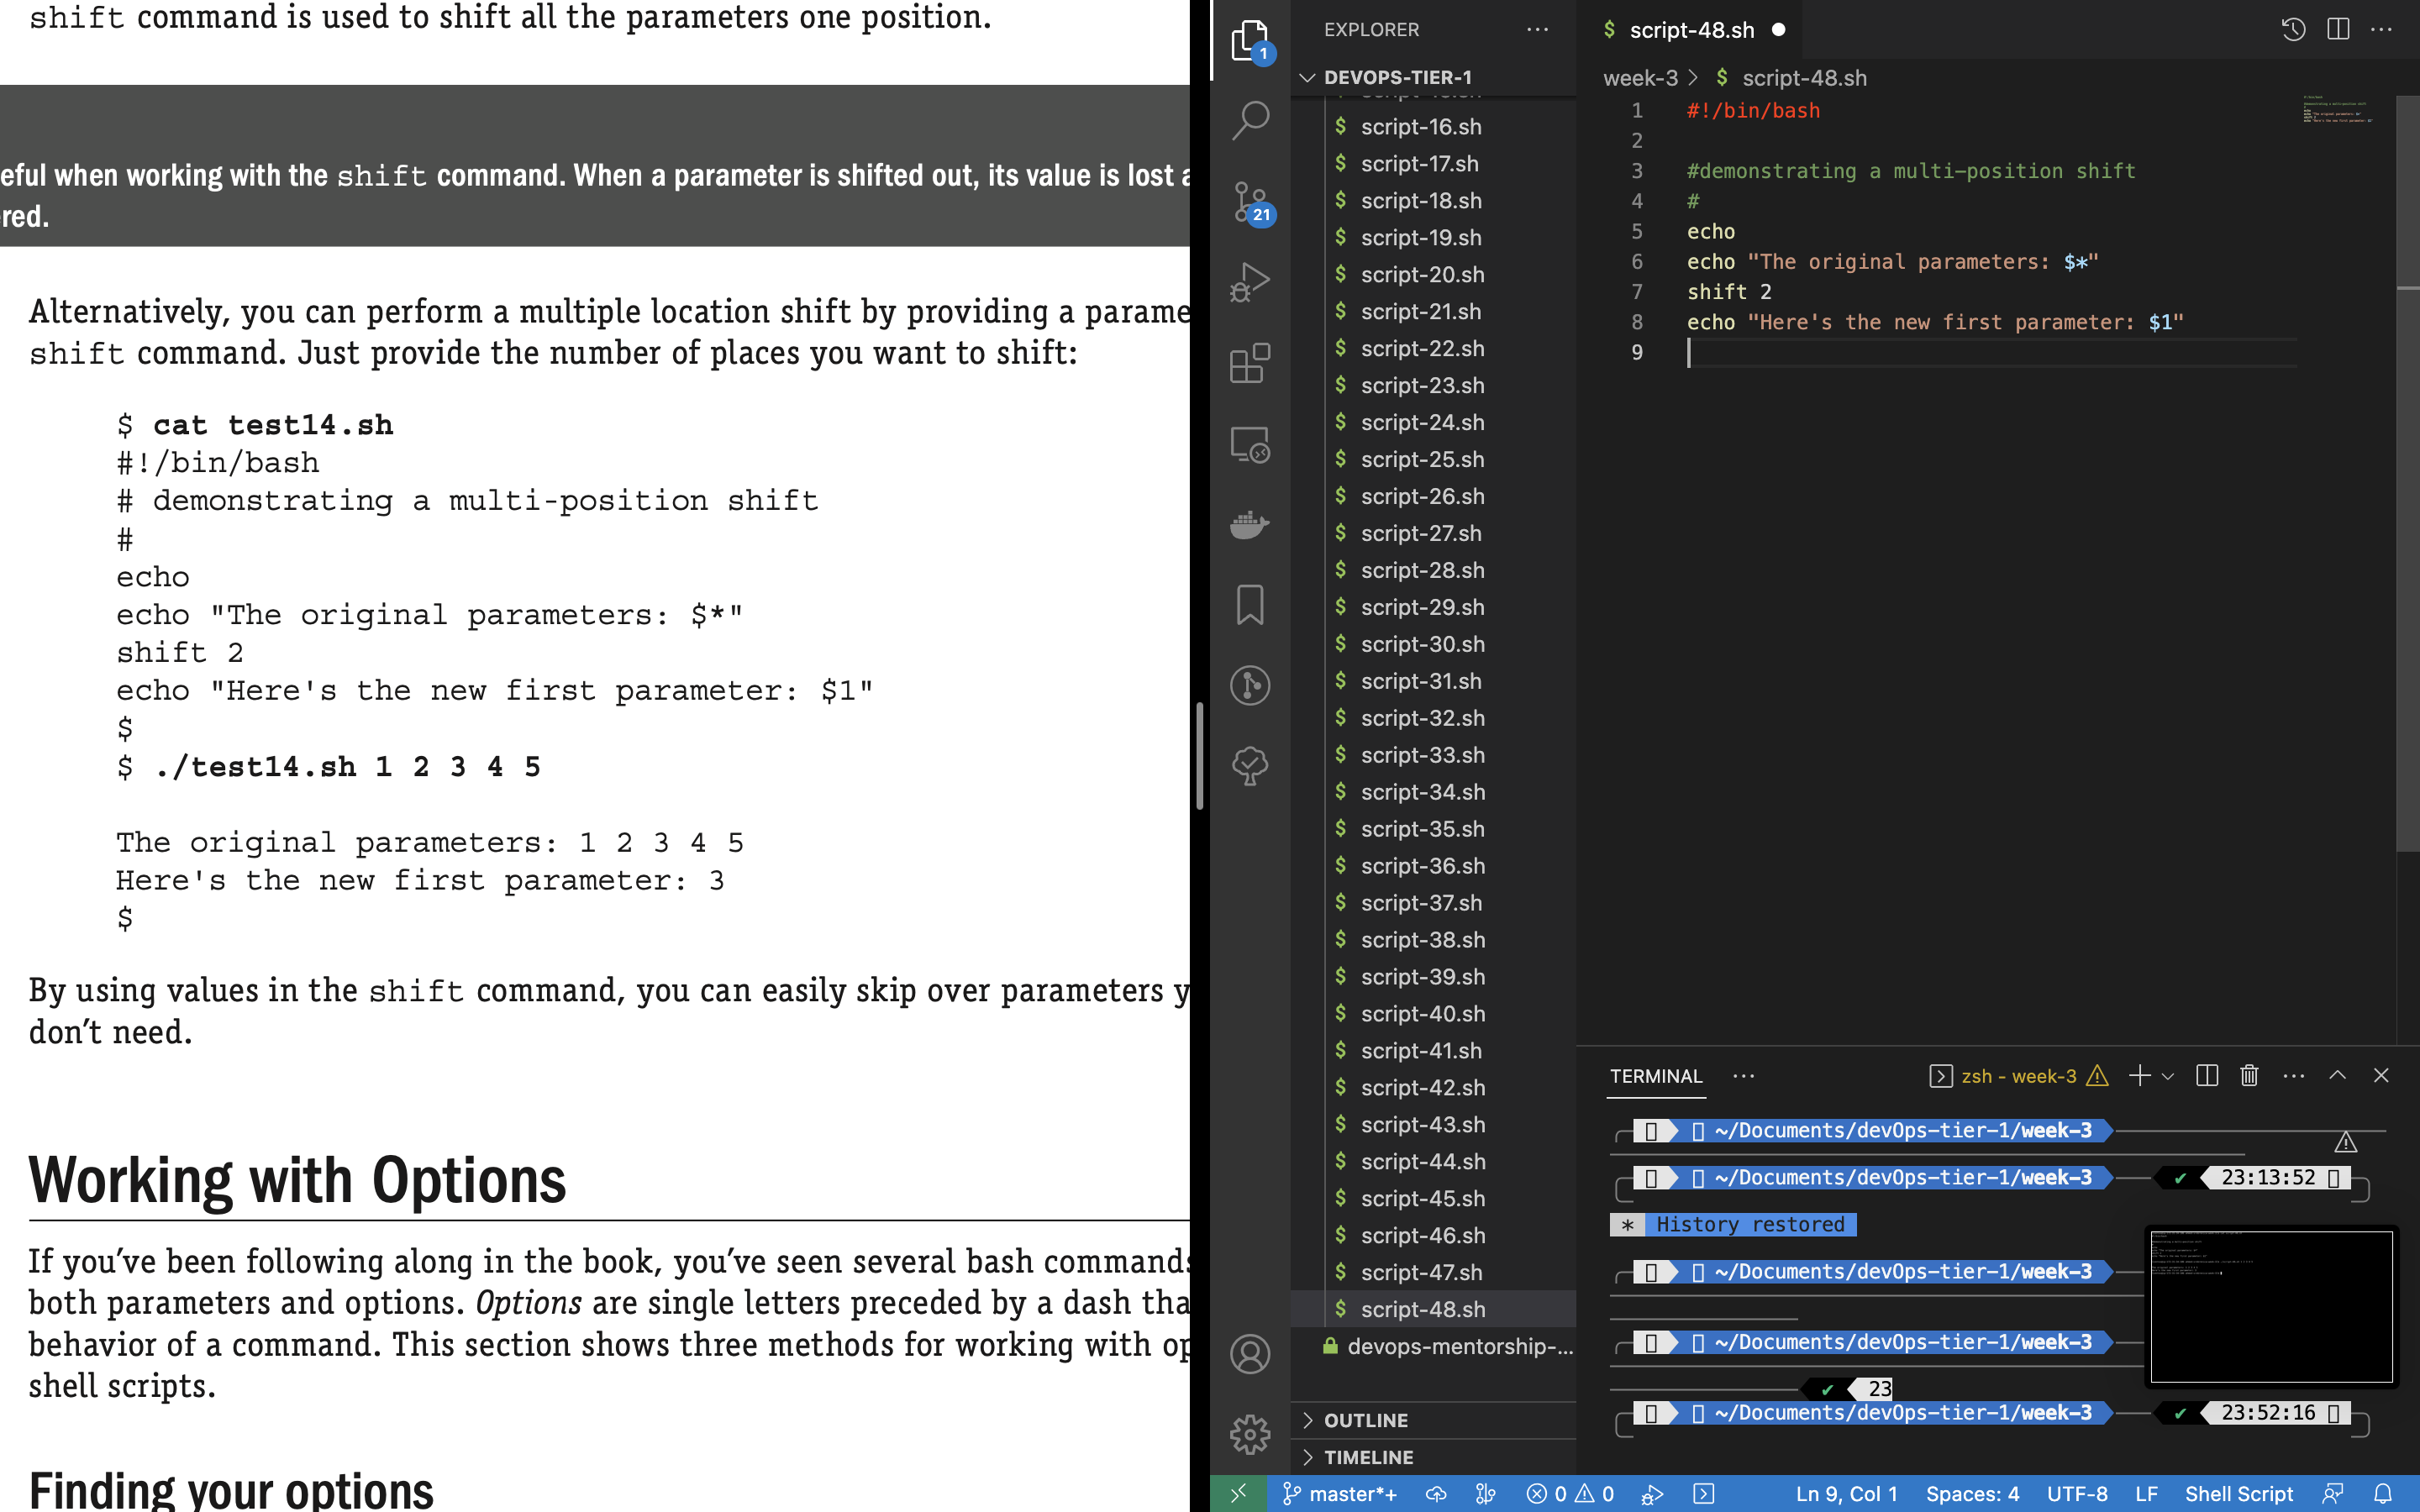 shift command is used to shift all the parameters one position.
eful when working with the shift command. When a parameter is shifted out, its value is lost a
red.
Alternatively, you can perform a multiple location shift by providing a parame
shift command. Just provide the number of places you want to shift:
$ cat test14.sh
#!/bin/bash
# demonstrating a multi-position shift
#
echo
echo "The original parameters: $*"
shift 2
echo "Here's the new first parameter: $1"
$
$ ./test14.sh 1 2 3 4 5
The original parameters: 1 2 3 4 5
Here's the new first parameter: 3
$
By using values in the shift command, you can easily skip over parameters y
don't need.
Working with Options
If you've been following along in the book, you've seen several bash commands
both parameters and options. Options are single letters preceded by a dash tha
behavior of a command. This section shows three methods for working with op
shell scripts.
Finding your options
1
21
EXPLORER
DEVOPS-TIER-1
$ script-16.sh
$ script-17.sh
$ script-18.sh
$ script-19.sh
$ script-20.sh
$ script-21.sh
$ script-22.sh
$ script-23.sh
$ script-24.sh
$ script-25.sh
$ script-26.sh
$ script-27.sh
$ script-28.sh
$ script-29.sh
$ script-30.sh
$ script-31.sh
$ script-32.sh
$ script-33.sh
$ script-34.sh
$ script-35.sh
$ script-36.sh
$ script-37.sh
$ script-38.sh
$ script-39.sh
$ script-40.sh
$ script-41.sh
$ script-42.sh
$ script-43.sh
$ script-44.sh
$ script-45.sh
$ script-46.sh
$ script-47.sh
$ script-48.sh
devops-mentorship-...
OUTLINE
TIMELINE
$ script-48.sh
week-3 > $ script-48.sh
1 #!/bin/bash
2
3 #demonstrating a multi-position shift
4 #
5 echo
6 echo "The original parameters: $*"
7 shift 2
8 echo "Here's the new first parameter: $1"
9
TERMINAL
zsh - week-3
~/Documents/devOps-tier-1/week-3
~/Documents/devOps-tier-1/week-3 ✔ 23:13:52
* History restored
~/Documents/devOps-tier-1/week-3
~/Documents/devOps-tier-1/week-3
✔ 23
~/Documents/devOps-tier-1/week-3 ✔ 23:52:16
master*+ 0 0 Ln 9, Col 1 Spaces: 4 UTF-8 LF Shell Script